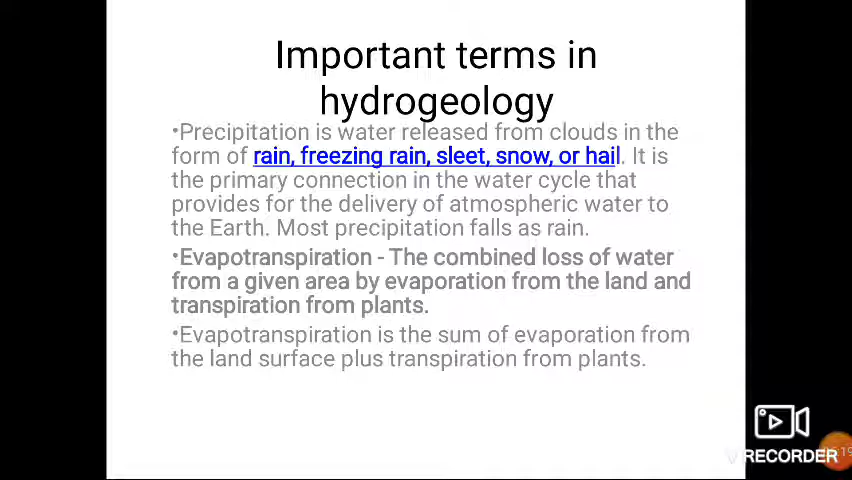 Important terms in
hydrogeology
•Precipitation is water released from clouds in the
form of rain, freezing rain, sleet, snow, or hail. It is
the primary connection in the water cycle that
provides for the delivery of atmospheric water to
the Earth. Most precipitation falls as rain.
•Evapotranspiration - The combined loss of water
from a given area by evaporation from the land and
transpiration from plants.
•Evapotranspiration is the sum of evaporation from
the land surface plus transpiration from plants.
RECORDER